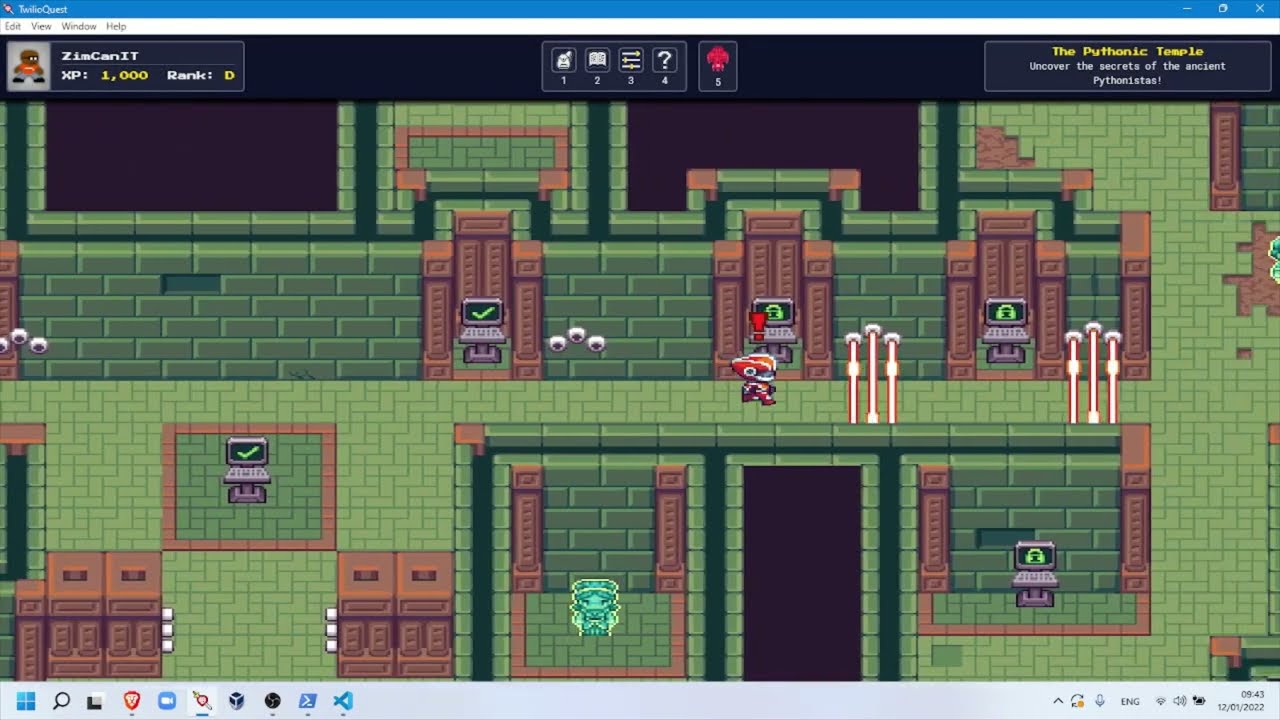 TwilioQuest
Edit View Window Help
ZimCanIT
XP: 1,000 Rank: D
1 2 3 4 5
The Pythonic Temple
Uncover the secrets of the ancient
Pythonistas!
ENG
09:43
12/01/2022